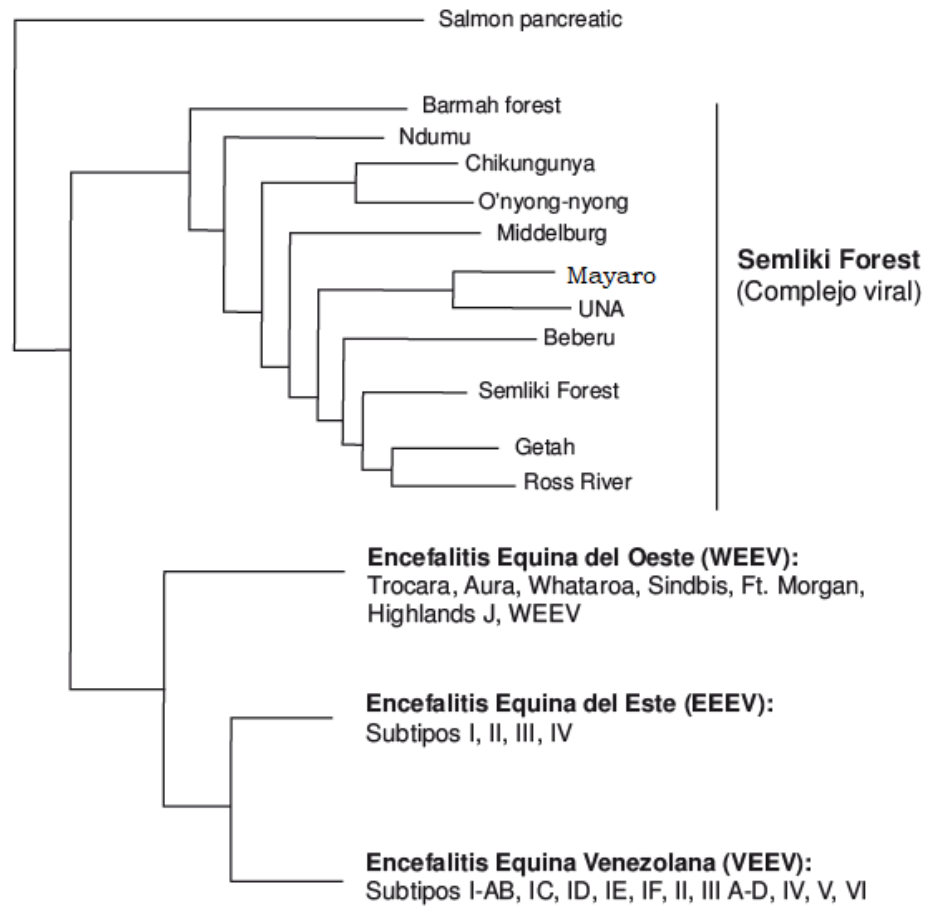 Salmon pancreatic
Barmah forest
Ndumu
Chikungunya
O'nyong-nyong
Middelburg
Mayaro
UNA
Beberu
Semliki Forest
Getah
Ross River
Semliki Forest
(Complejo viral)
Encefalitis Equina del Oeste (WEEV):
Trocara, Aura, Whataroa, Sindbis, Ft. Morgan,
Highlands J, WEEV
Encefalitis Equina del Este (EEEV):
Subtipos I, II, III, IV
Encefalitis Equina Venezolana (VEEV):
Subtipos I-AB, IC, ID, IE, IF, II, III A-D, IV, V, VI